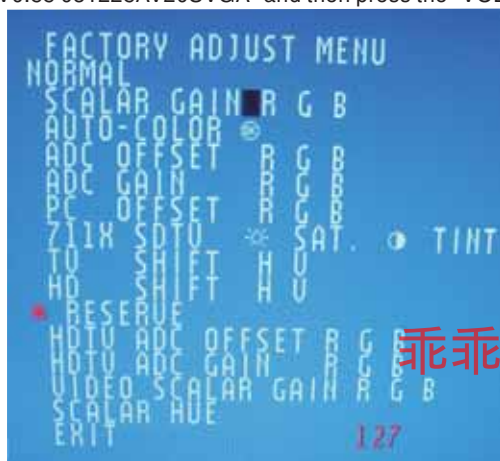 FACTORY ADJUST MENU
NORMAL
SCALAR GAIN R G B
AUTO-COLOR
ADC OFFSET R G B
ADC GAIN R G B
PC OFFSET R G B
Z11X SDTV SAT. TINT
TV SHIFT H V
HD SHIFT H V
* RESERVE
HDTV ADC OFFSET R G B
HDTV ADC GAIN R G B
VIDEO SCALAR GAIN R G B
SCALAR HUE
EXIT 127
乖乖